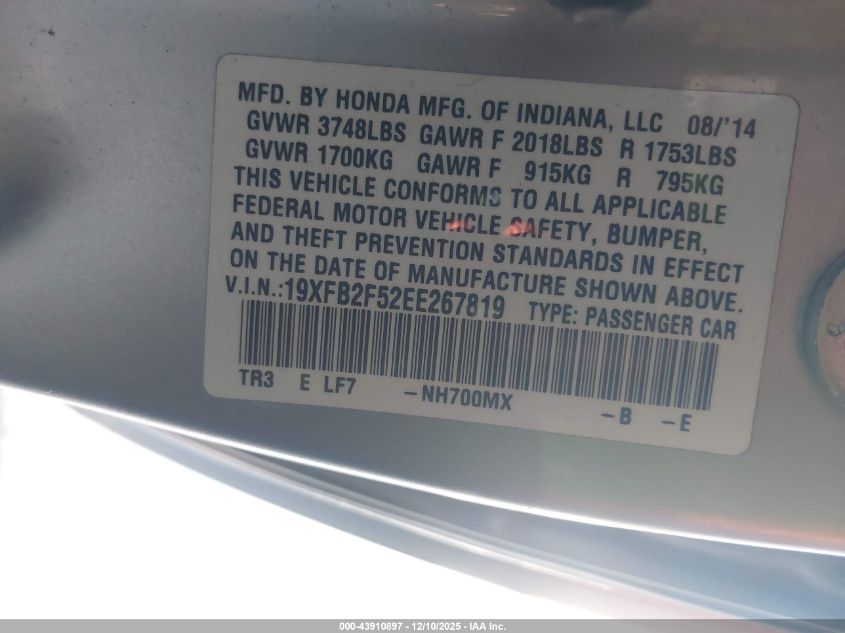 MFD. BY HONDA MFG. OF INDIANA, LLC 08/'14
GVWR 3748LBS GAWR F 2018LBS R 1753LBS
GVWR 1700KG GAWR F 915KG R 795KG
THIS VEHICLE CONFORMS TO ALL APPLICABLE
FEDERAL MOTOR VEHICLE SAFETY, BUMPER,
AND THEFT PREVENTION STANDARDS IN EFFECT
ON THE DATE OF MANUFACTURE SHOWN ABOVE.
V.I.N.:19XFB2F52EE267819 TYPE: PASSENGER CAR
TR3 E LF7 -NH700MX -B -E
000-43910897 - 12/10/2025 - IAA Inc.